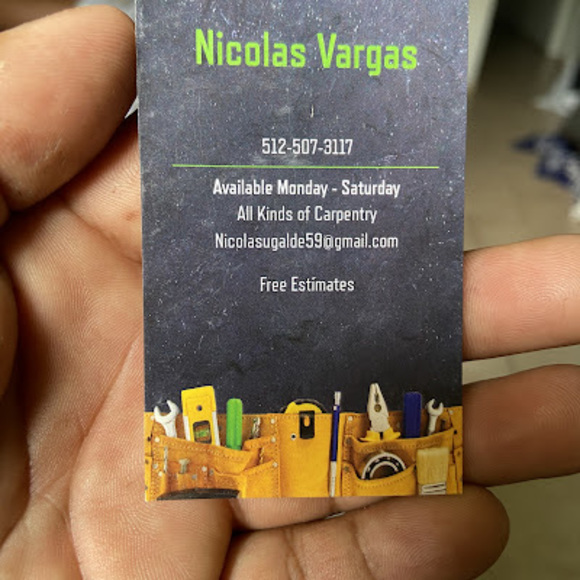 Nicolas Vargas
512-507-3117
Available Monday - Saturday
All Kinds of Carpentry
Nicolasugalde59@gmail.com
Free Estimates